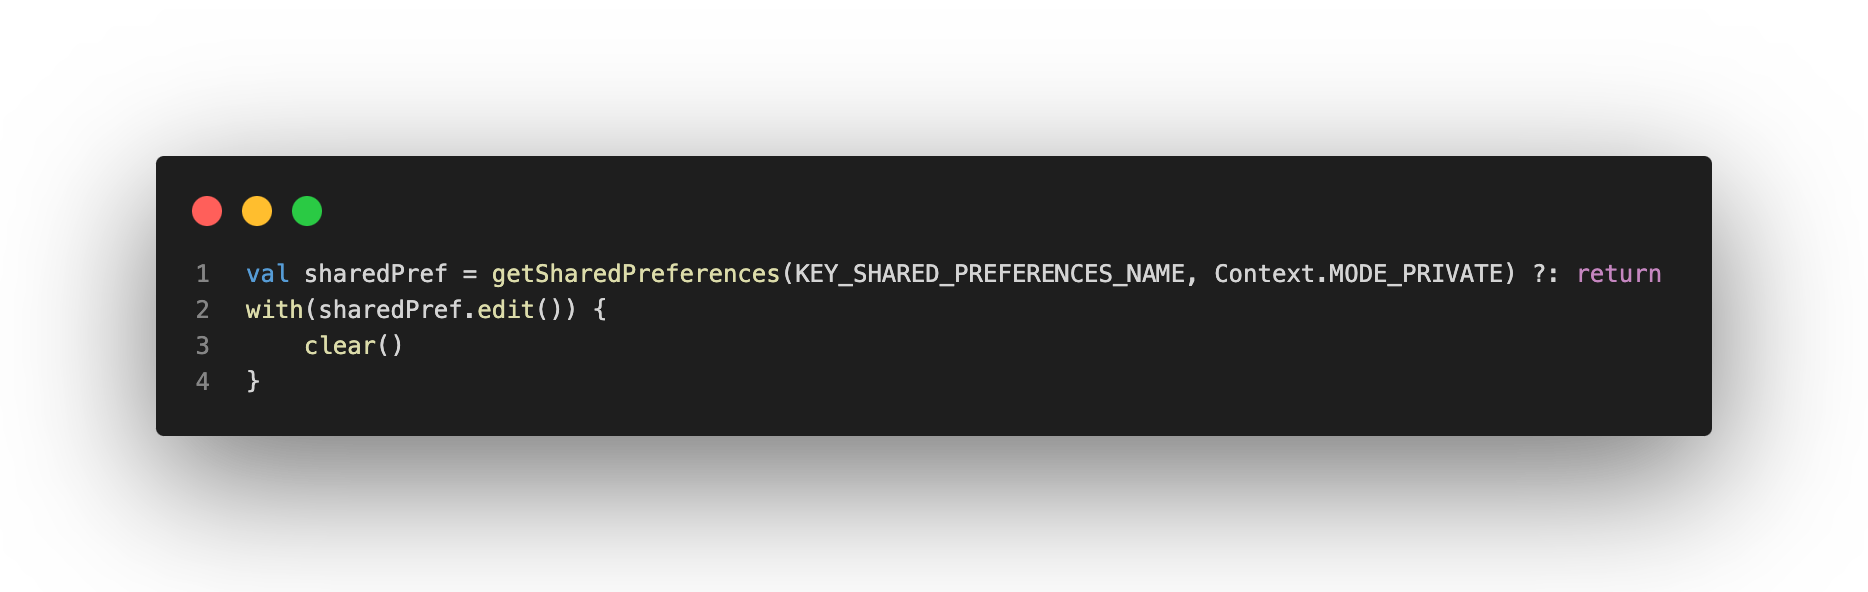 1 val sharedPref = getSharedPreferences(KEY_SHARED_PREFERENCES_NAME, Context.MODE_PRIVATE) ?: return
2 with(sharedPref.edit()) {
3     clear()
4 }